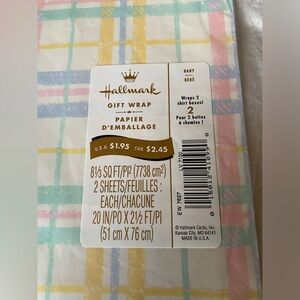 Hallmark
GIFT WRAP
PAPIER
D'EMBALLAGE
U.S.A. $1.95 CAN $2.45
8⅓ SQ FT/PI² (7738 cm²)
2 SHEETS/FEUILLES :
EACH/CHACUNE
20 IN/PO X 2½ FT/PI
(51 cm X 76 cm)
BABY
BÉBÉ
Wraps 2
shirt boxes!
2
Pour 2 boîtes
à chemise !
EW 7627
© Hallmark Cards, Inc.
Kansas City, MO 64141
MADE IN U.S.A.